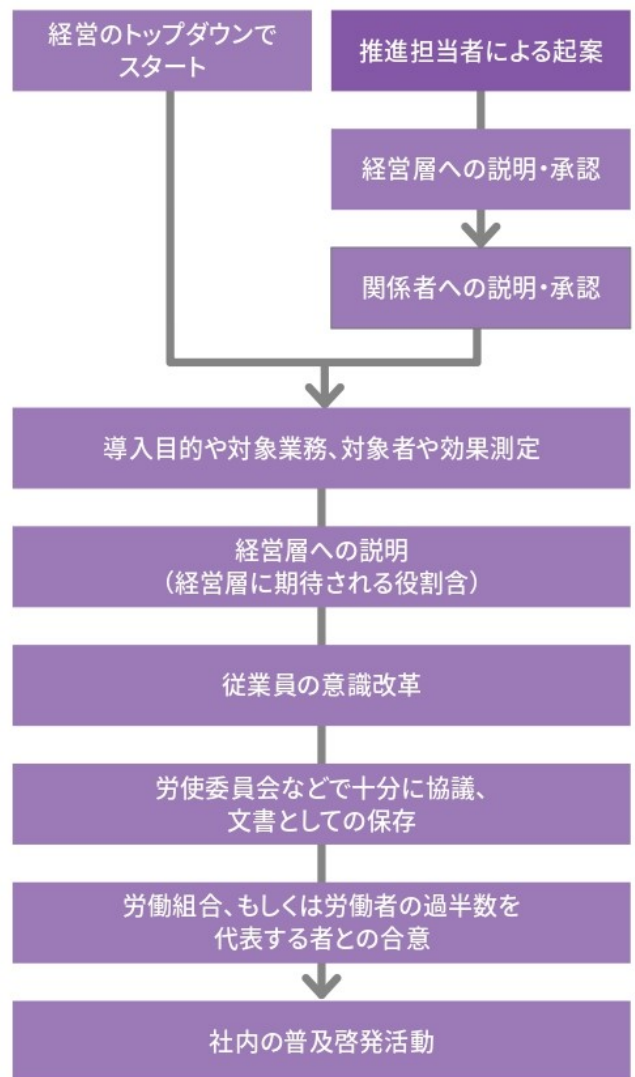 経営のトップダウンで
スタート
推進担当者による起案
経営層への説明・承認
関係者への説明・承認
導入目的や対象業務、対象者や効果測定
経営層への説明
（経営層に期待される役割含）
従業員の意識改革
労使委員会などで十分に協議、
文書としての保存
労働組合、もしくは労働者の過半数を
代表する者との合意
社内の普及啓発活動